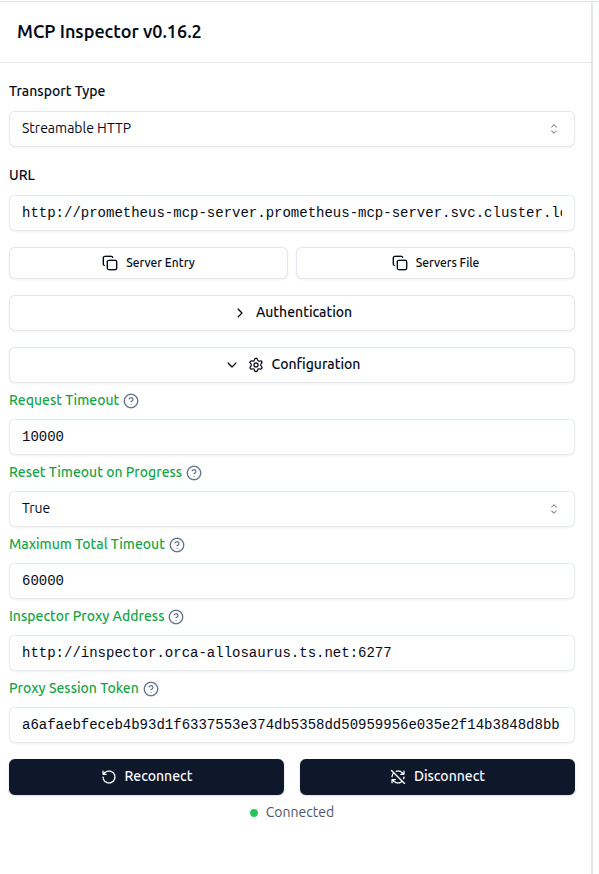 MCP Inspector v0.16.2
Transport Type
Streamable HTTP
URL
http://prometheus-mcp-server.prometheus-mcp-server.svc.cluster.l
Server Entry
Servers File
Authentication
Configuration
Request Timeout ?
10000
Reset Timeout on Progress ?
True
Maximum Total Timeout ?
60000
Inspector Proxy Address ?
http://inspector.orca-allosaurus.ts.net:6277
Proxy Session Token ?
a6afaebfeceb4b93d1f6337553e374db5358dd50959956e035e2f14b3848d8bb
Reconnect
Disconnect
Connected